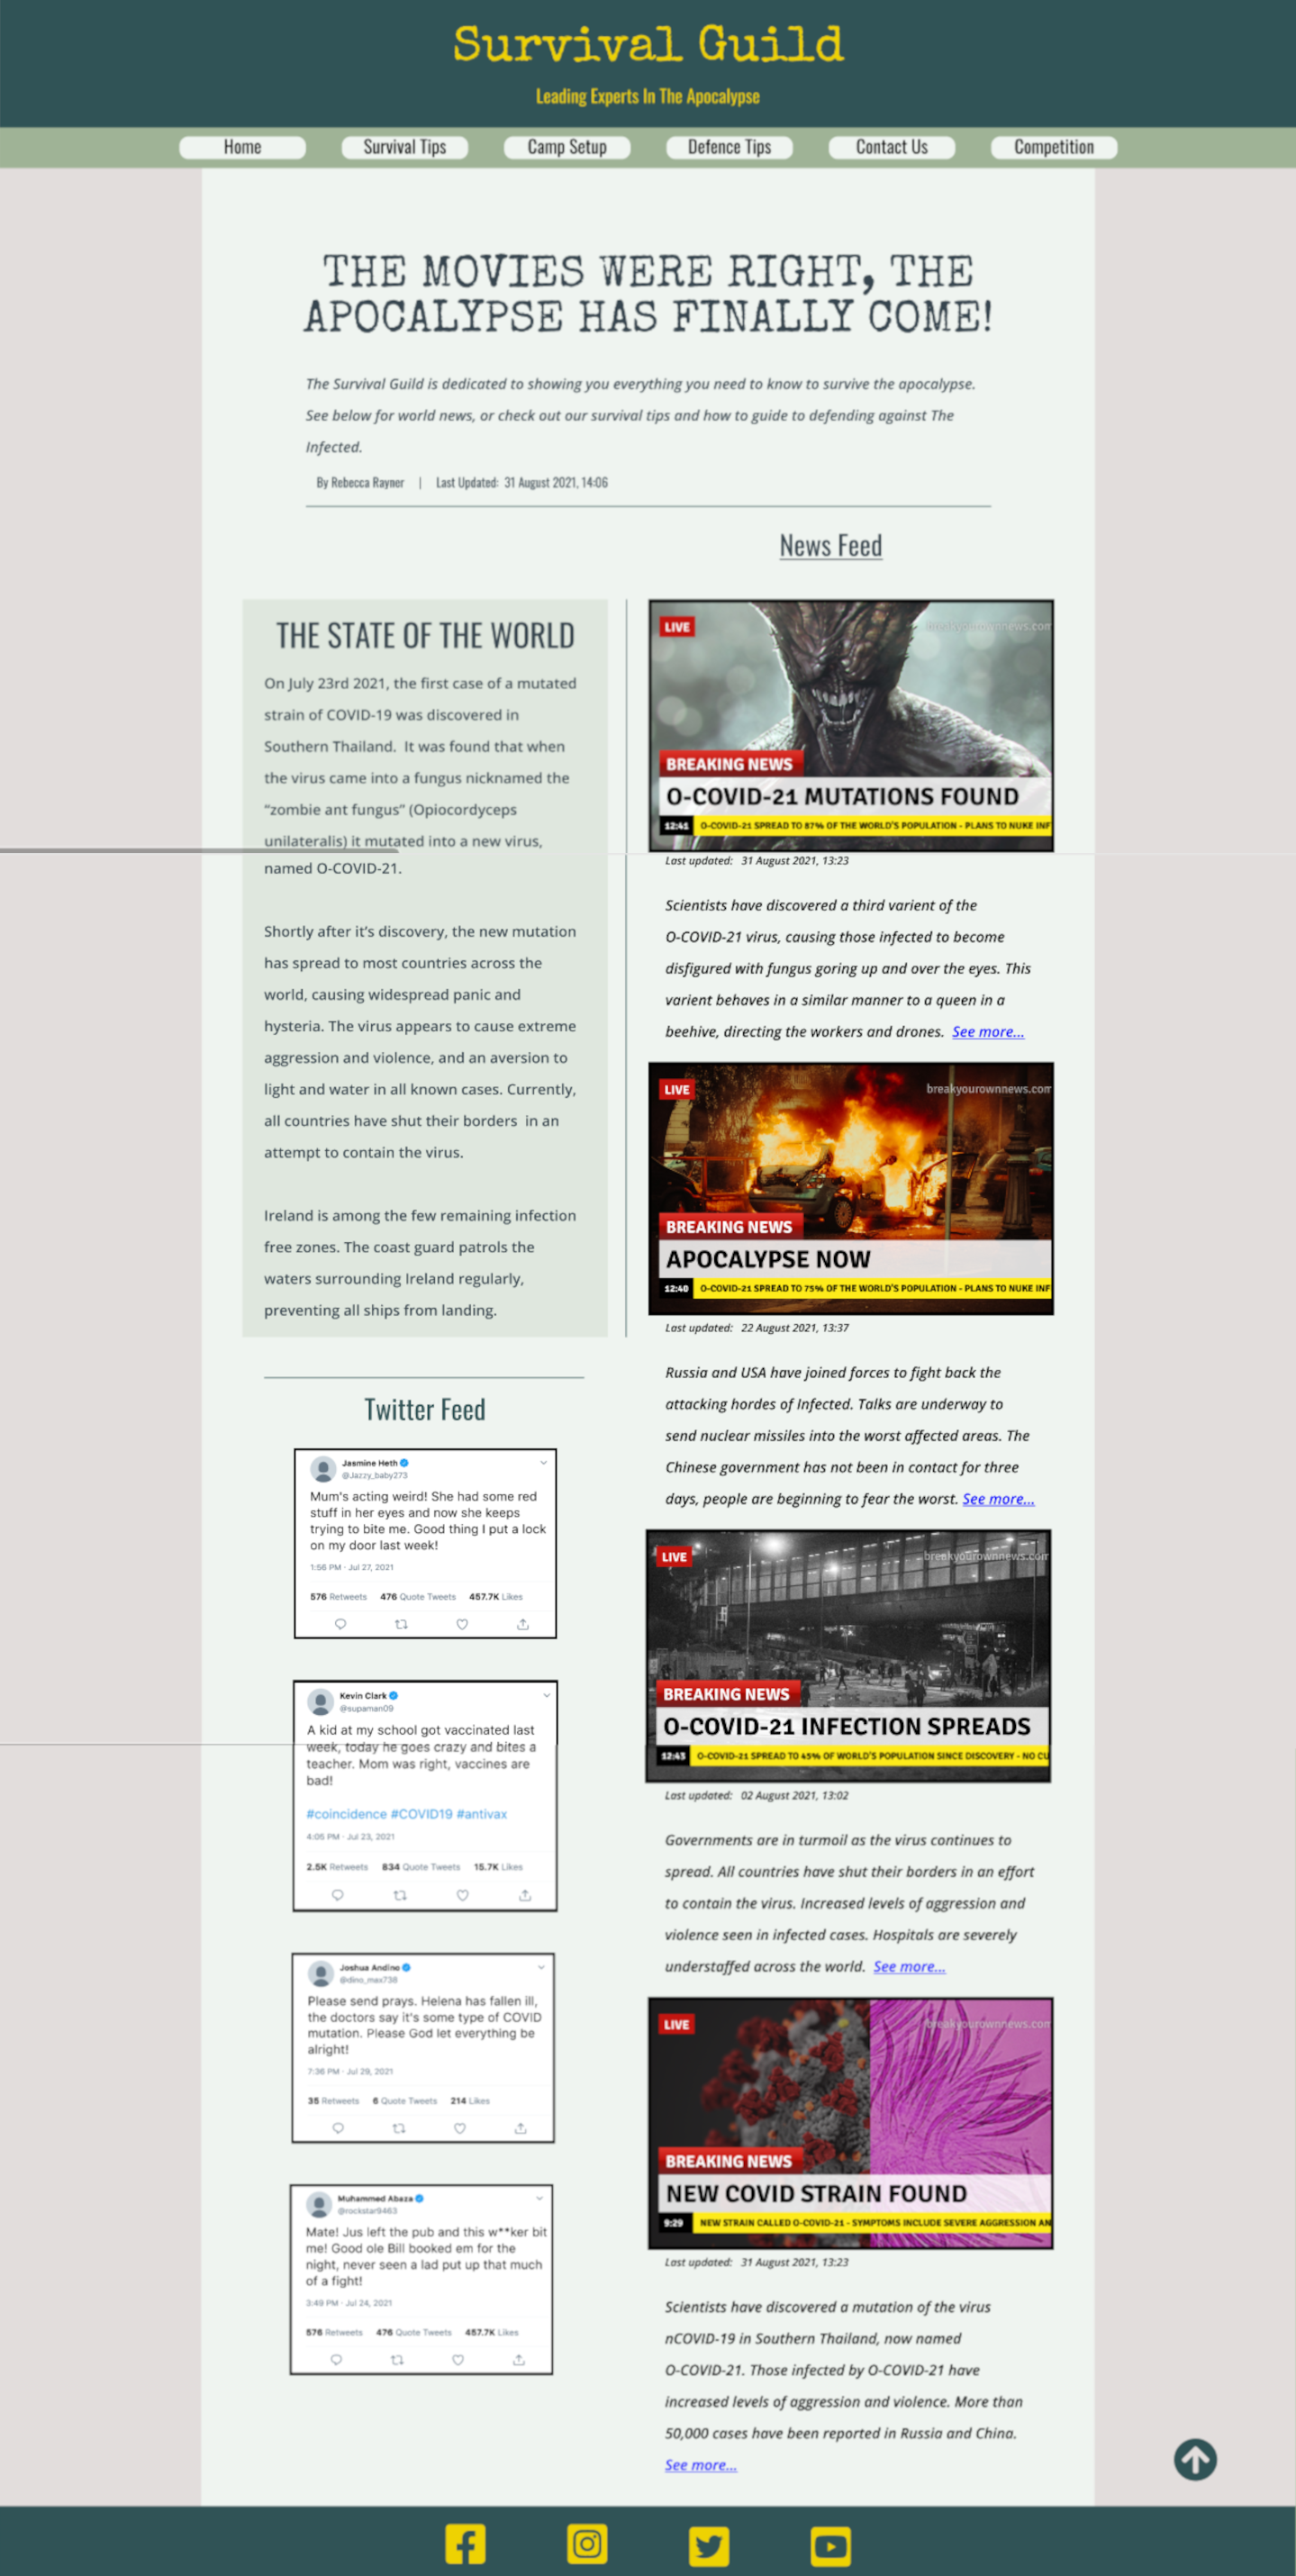 Survival Guild
Leading Experts In The Apocalypse
Home
Survival Tips
Camp Setup
Defence Tips
Contact Us
Competition
THE MOVIES WERE RIGHT, THE
APOCALYPSE HAS FINALLY COME!
The Survival Guild is dedicated to showing you everything you need to know to survive the apocalypse.
See below for world news, or check out our survival tips and how to guide to defending against The
Infected.
By Rebecca Rayner | Last Updated: 31 August 2021, 14:06
THE STATE OF THE WORLD
On July 23rd 2021, the first case of a mutated
strain of COVID-19 was discovered in
Southern Thailand. It was found that when
the virus came into a fungus nicknamed the
“zombie ant fungus” (Opiocordyceps
unilateralis) it mutated into a new virus,
named O-COVID-21.
Shortly after it’s discovery, the new mutation
has spread to most countries across the
world, causing widespread panic and
hysteria. The virus appears to cause extreme
aggression and violence, and an aversion to
light and water in all known cases. Currently,
all countries have shut their borders in an
attempt to contain the virus.
Ireland is among the few remaining infection
free zones. The coast guard patrols the
waters surrounding Ireland regularly,
preventing all ships from landing.
Twitter Feed
Jasmine Heth
@Jazzy_baby273
Mum's acting weird! She had some red
stuff in her eyes and now she keeps
trying to bite me. Good thing I put a lock
on my door last week!
1:56 PM · Jul 27, 2021
576 Retweets 476 Quote Tweets 457.7K Likes
Kevin Clark
@supaman09
A kid at my school got vaccinated last
week, today he goes crazy and bites a
teacher. Mom was right, vaccines are
bad!
#coincidence #COVID19 #antivax
4:05 PM · Jul 23, 2021
2.5K Retweets 834 Quote Tweets 15.7K Likes
Joshua Andino
@dino_max738
Please send prays. Helena has fallen ill,
the doctors say it's some type of COVID
mutation. Please God let everything be
alright!
7:36 PM · Jul 29, 2021
35 Retweets 6 Quote Tweets 214 Likes
Muhammed Abaza
@rockstar9463
Mate! Jus left the pub and this w**ker bit
me! Good ole Bill booked em for the
night, never seen a lad put up that much
of a fight!
3:49 PM · Jul 24, 2021
576 Retweets 476 Quote Tweets 457.7K Likes
News Feed
LIVE
breakyourownnews.com
BREAKING NEWS
O-COVID-21 MUTATIONS FOUND
12:41 O-COVID-21 SPREAD TO 87% OF THE WORLD'S POPULATION - PLANS TO NUKE INF
Last updated: 31 August 2021, 13:23
Scientists have discovered a third varient of the
O-COVID-21 virus, causing those infected to become
disfigured with fungus goring up and over the eyes. This
varient behaves in a similar manner to a queen in a
beehive, directing the workers and drones. See more...
LIVE
breakyourownnews.com
BREAKING NEWS
APOCALYPSE NOW
12:40 O-COVID-21 SPREAD TO 75% OF THE WORLD'S POPULATION - PLANS TO NUKE INF
Last updated: 22 August 2021, 13:37
Russia and USA have joined forces to fight back the
attacking hordes of Infected. Talks are underway to
send nuclear missiles into the worst affected areas. The
Chinese government has not been in contact for three
days, people are beginning to fear the worst. See more...
LIVE
breakyourownnews.com
BREAKING NEWS
O-COVID-21 INFECTION SPREADS
12:43 O-COVID-21 SPREAD TO 45% OF WORLD'S POPULATION SINCE DISCOVERY - NO CU
Last updated: 02 August 2021, 13:02
Governments are in turmoil as the virus continues to
spread. All countries have shut their borders in an effort
to contain the virus. Increased levels of aggression and
violence seen in infected cases. Hospitals are severely
understaffed across the world. See more...
LIVE
breakyourownnews.com
BREAKING NEWS
NEW COVID STRAIN FOUND
9:29 NEW STRAIN CALLED O-COVID-21 - SYMPTOMS INCLUDE SEVERE AGGRESSION AN
Last updated: 31 August 2021, 13:23
Scientists have discovered a mutation of the virus
nCOVID-19 in Southern Thailand, now named
O-COVID-21. Those infected by O-COVID-21 have
increased levels of aggression and violence. More than
50,000 cases have been reported in Russia and China.
See more...